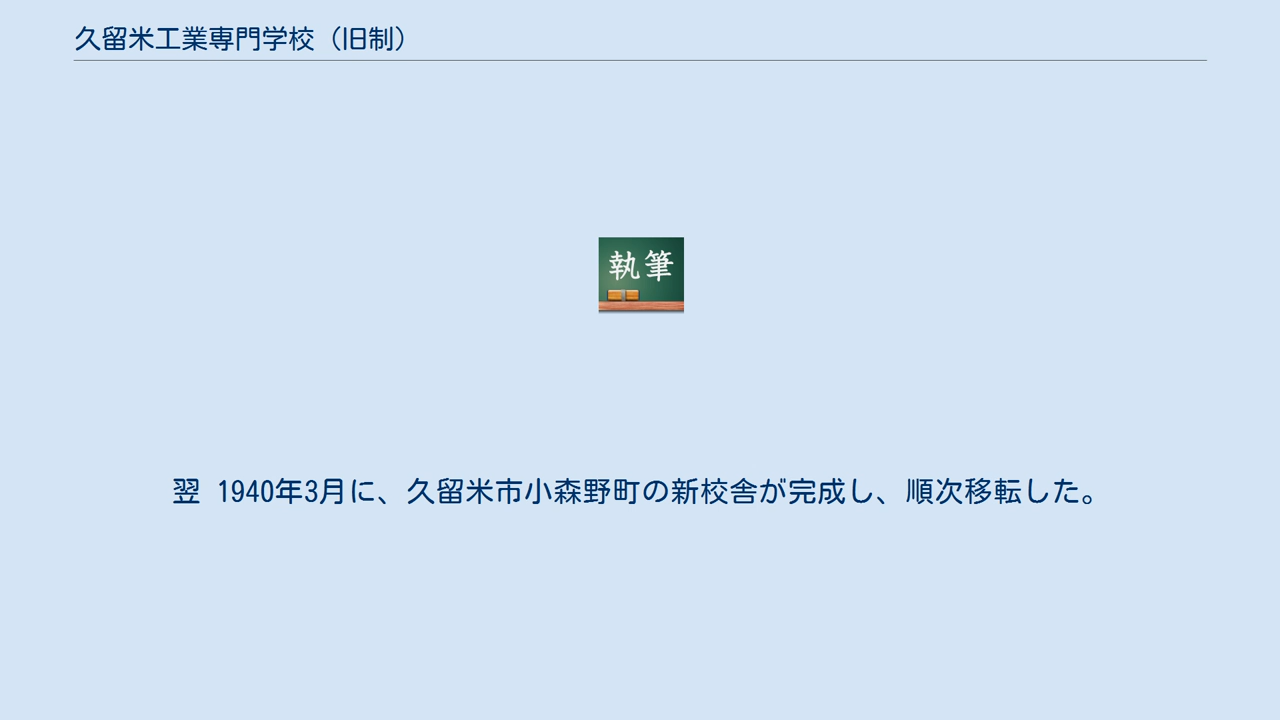 久留米工業専門学校（旧制）
執筆
翌 1940年3月に、久留米市小森野町の新校舎が完成し、順次移転した。